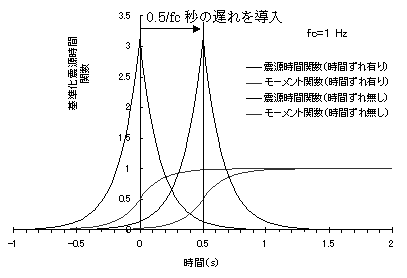 0.5/fc 秒の遅れを導入
fc=1 Hz
基準化震源時間
関数
3.5
3
2.5
2
1.5
1
0.5
0
震源時間関数(時間ずれ有り)
モーメント関数(時間ずれ有り)
震源時間関数(時間ずれ無し)
モーメント関数(時間ずれ無し)
-1 -0.5 0 0.5 1 1.5 2
時間(s)